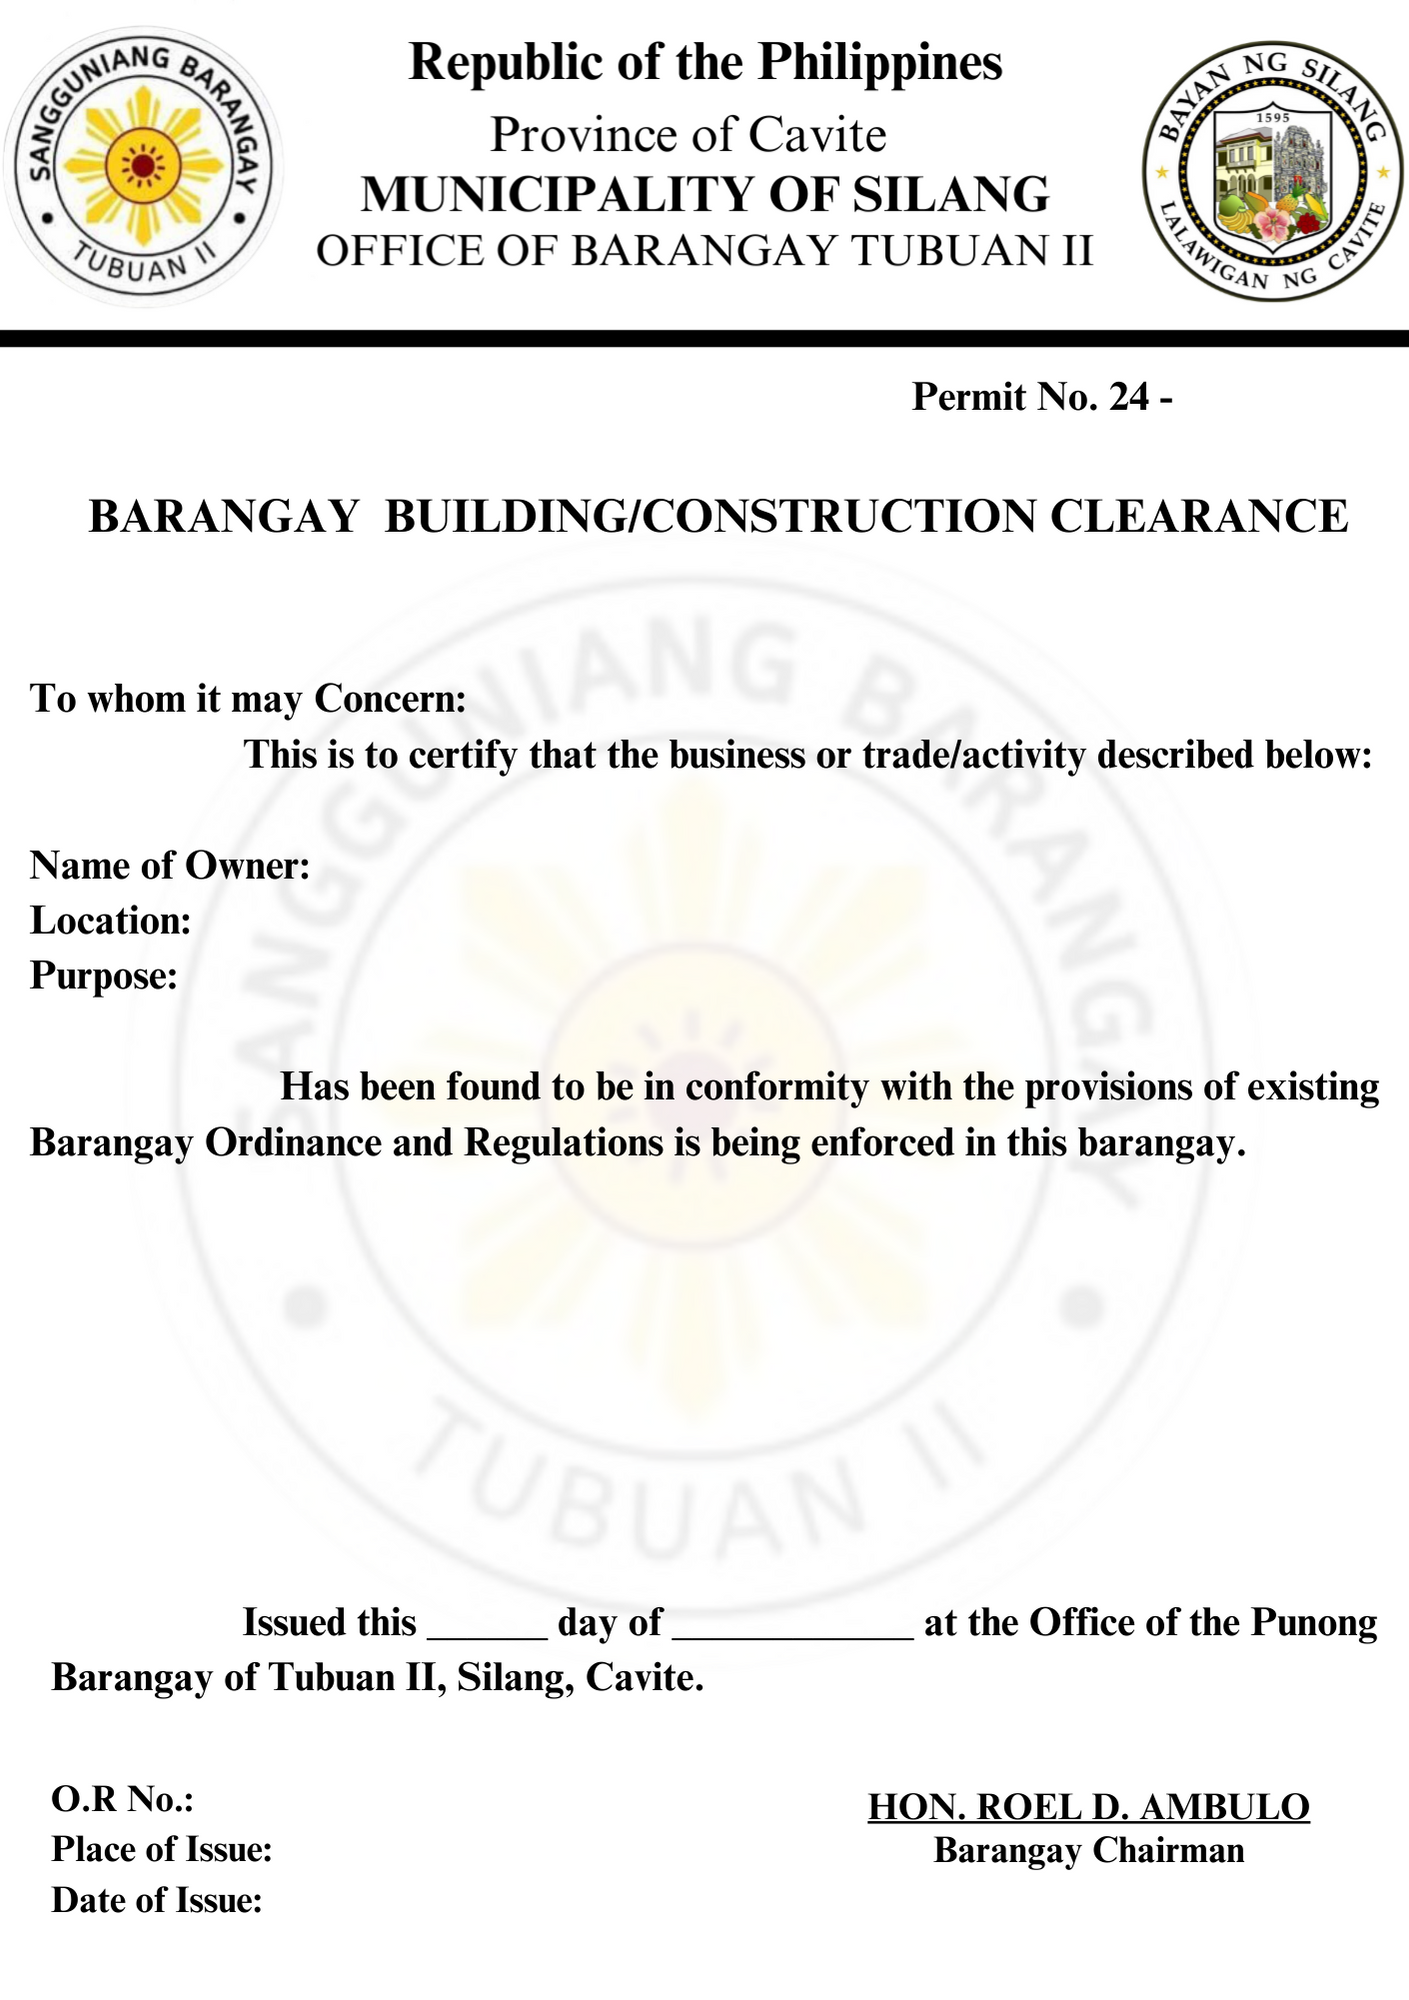 SANGGUNIANG BARANGAY
TUBUAN II
Republic of the Philippines
Province of Cavite
MUNICIPALITY OF SILANG
OFFICE OF BARANGAY TUBUAN II
BAYAN NG SILANG
1595
LALAWIGAN NG CAVITE
Permit No. 24 -
BARANGAY BUILDING/CONSTRUCTION CLEARANCE
SANGGUNIANG BARANGAY
To whom it may Concern:
This is to certify that the business or trade/activity described below:
Name of Owner:
Location:
Purpose:
Has been found to be in conformity with the provisions of existing
Barangay Ordinance and Regulations is being enforced in this barangay.
TUBUAN II
Issued this ______ day of ____________ at the Office of the Punong
Barangay of Tubuan II, Silang, Cavite.
O.R No.:
Place of Issue:
Date of Issue:
HON. ROEL D. AMBULO
Barangay Chairman